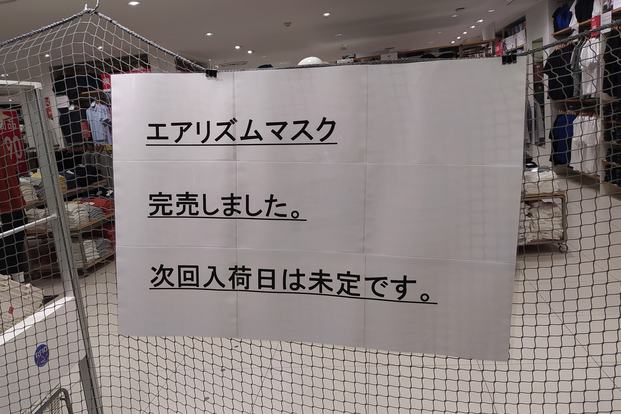 エアリズムマスク
完売しました。
次回入荷日は未定です。